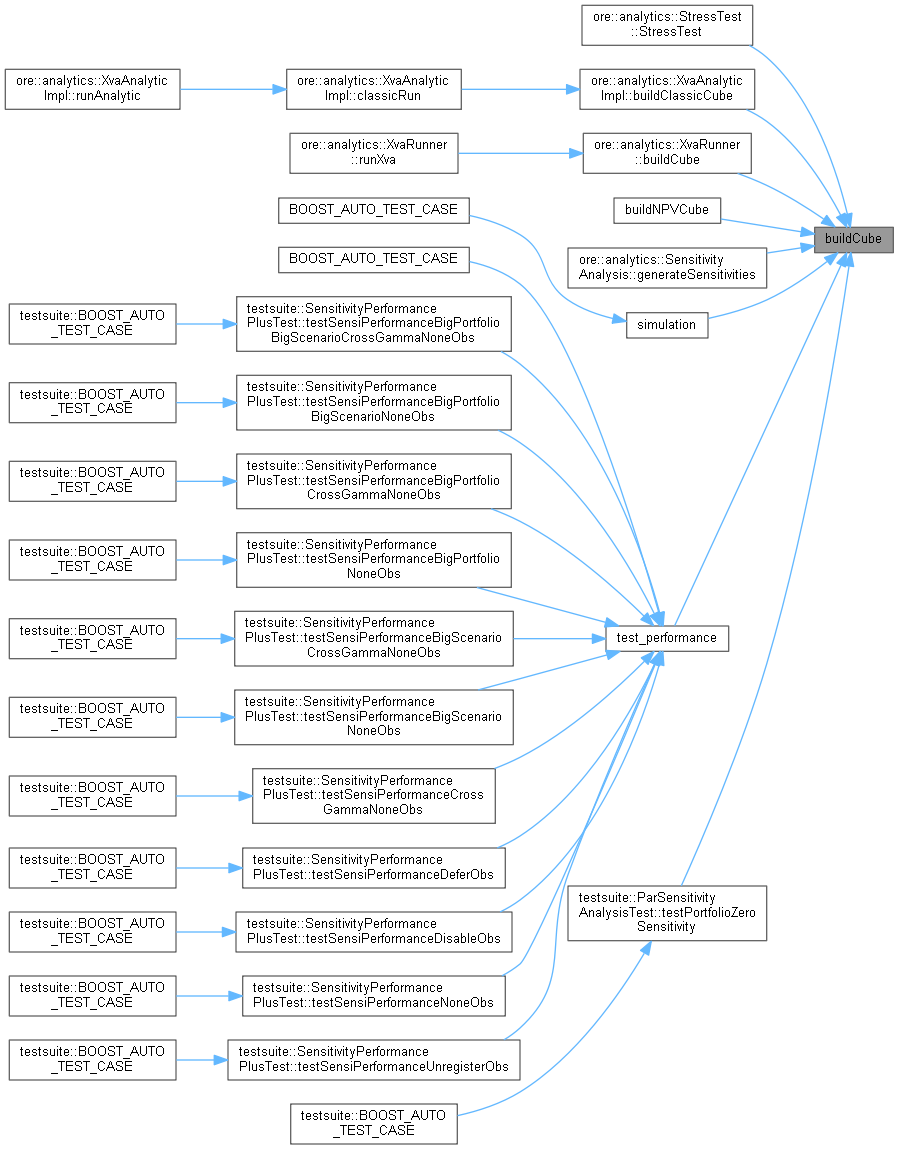 ore::analytics::StressTest
::StressTest
ore::analytics::XvaAnalytic
Impl::runAnalytic
ore::analytics::XvaAnalytic
Impl::classicRun
ore::analytics::XvaAnalytic
Impl::buildClassicCube
ore::analytics::XvaRunner
::runXva
ore::analytics::XvaRunner
::buildCube
BOOST_AUTO_TEST_CASE
buildNPVCube
buildCube
BOOST_AUTO_TEST_CASE
ore::analytics::Sensitivity
Analysis::generateSensitivities
simulation
testsuite::BOOST_AUTO
_TEST_CASE
testsuite::SensitivityPerformance
PlusTest::testSensiPerformanceBigPortfolio
BigScenarioCrossGammaNoneObs
testsuite::BOOST_AUTO
_TEST_CASE
testsuite::SensitivityPerformance
PlusTest::testSensiPerformanceBigPortfolio
BigScenarioNoneObs
testsuite::BOOST_AUTO
_TEST_CASE
testsuite::SensitivityPerformance
PlusTest::testSensiPerformanceBigPortfolio
CrossGammaNoneObs
testsuite::BOOST_AUTO
_TEST_CASE
testsuite::SensitivityPerformance
PlusTest::testSensiPerformanceBigPortfolio
NoneObs
testsuite::BOOST_AUTO
_TEST_CASE
testsuite::SensitivityPerformance
PlusTest::testSensiPerformanceBigScenario
CrossGammaNoneObs
test_performance
testsuite::BOOST_AUTO
_TEST_CASE
testsuite::SensitivityPerformance
PlusTest::testSensiPerformanceBigScenario
NoneObs
testsuite::BOOST_AUTO
_TEST_CASE
testsuite::SensitivityPerformance
PlusTest::testSensiPerformanceCross
GammaNoneObs
testsuite::BOOST_AUTO
_TEST_CASE
testsuite::SensitivityPerformance
PlusTest::testSensiPerformanceDeferObs
testsuite::BOOST_AUTO
_TEST_CASE
testsuite::SensitivityPerformance
PlusTest::testSensiPerformanceDisableObs
testsuite::ParSensitivity
AnalysisTest::testPortfolioZero
Sensitivity
testsuite::BOOST_AUTO
_TEST_CASE
testsuite::SensitivityPerformance
PlusTest::testSensiPerformanceNoneObs
testsuite::BOOST_AUTO
_TEST_CASE
testsuite::SensitivityPerformance
PlusTest::testSensiPerformanceUnregisterObs
testsuite::BOOST_AUTO
_TEST_CASE